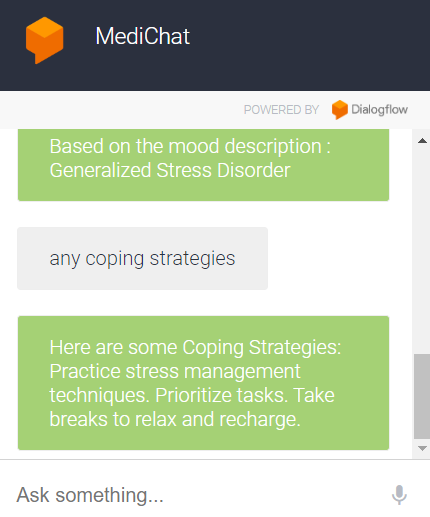 MediChat
POWERED BY Dialogflow
Based on the mood description :
Generalized Stress Disorder
any coping strategies
Here are some Coping Strategies:
Practice stress management
techniques. Prioritize tasks. Take
breaks to relax and recharge.
Ask something...